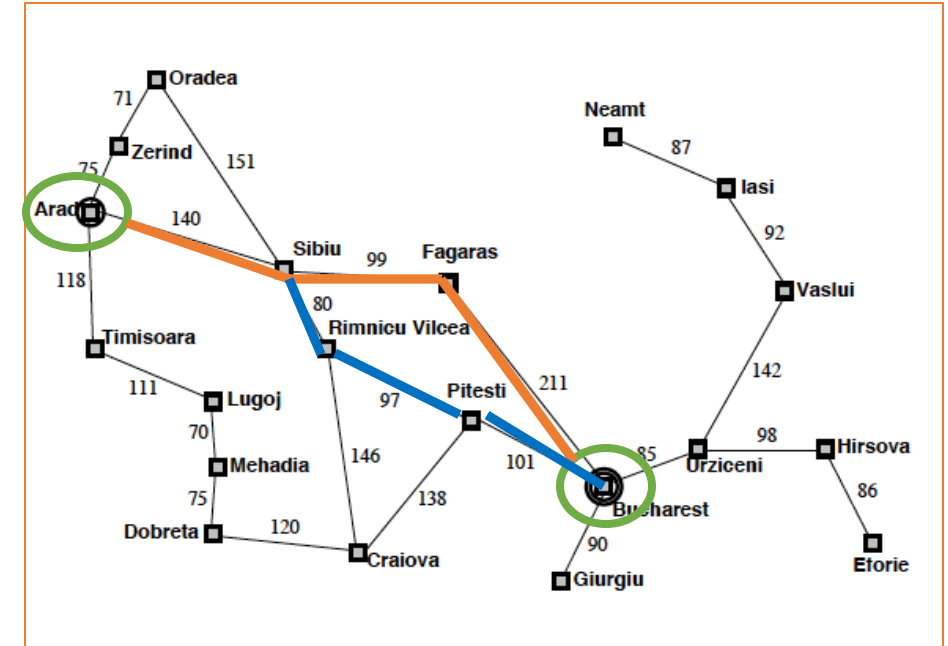 Oradea
71
Neamt
87
Zerind
151
75
Iasi
Arad
140
92
Sibiu
99
Fagaras
118
80
Vaslui
Rimnicu Vilcea
Timisoara
142
111
211
Pitesti
Lugoj
97
70
98
Hirsova
146
101
85
Urziceni
Mehadia
75
138
86
Bucharest
Dobreta
120
90
Craiova
Eforie
Giurgiu